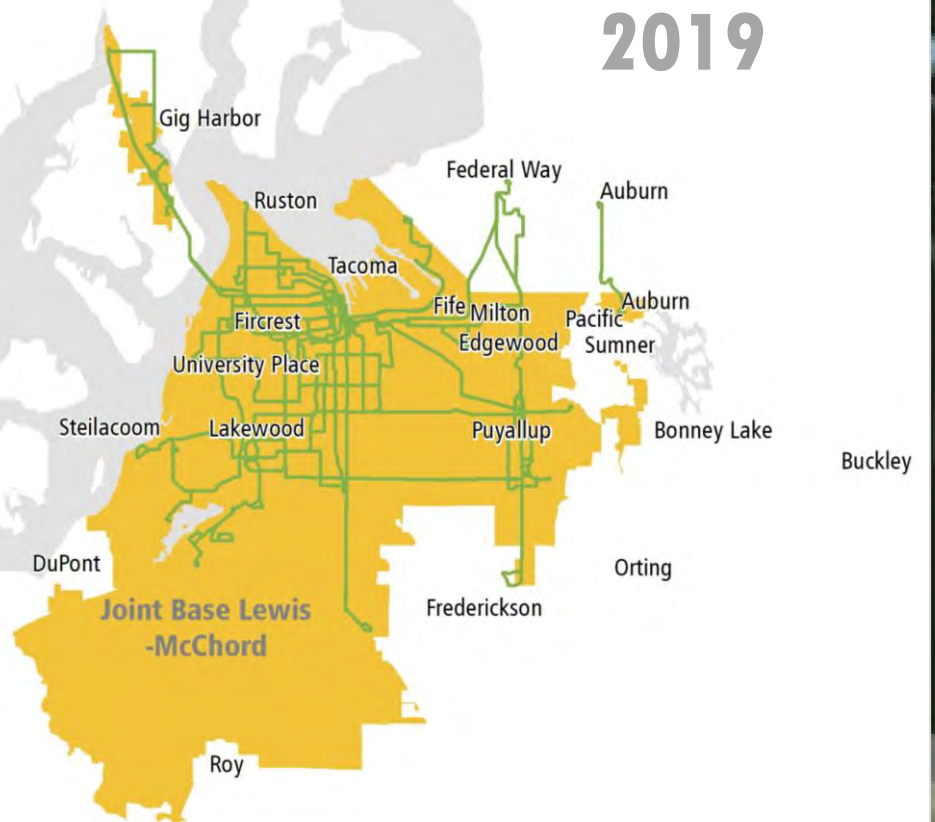 2019
Gig Harbor
Federal Way
Auburn
Ruston
Tacoma
Auburn
Fife
Milton
Pacific
Fircrest
Edgewood
Sumner
University Place
Steilacoom
Lakewood
Puyallup
Bonney Lake
Buckley
DuPont
Orting
Joint Base Lewis
-McChord
Frederickson
Roy